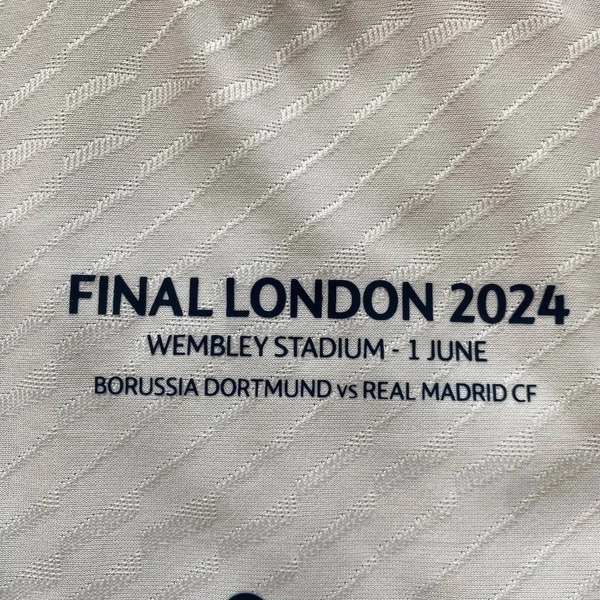 FINAL LONDON 2024
WEMBLEY STADIUM - 1 JUNE
BORUSSIA DORTMUND vs REAL MADRID CF